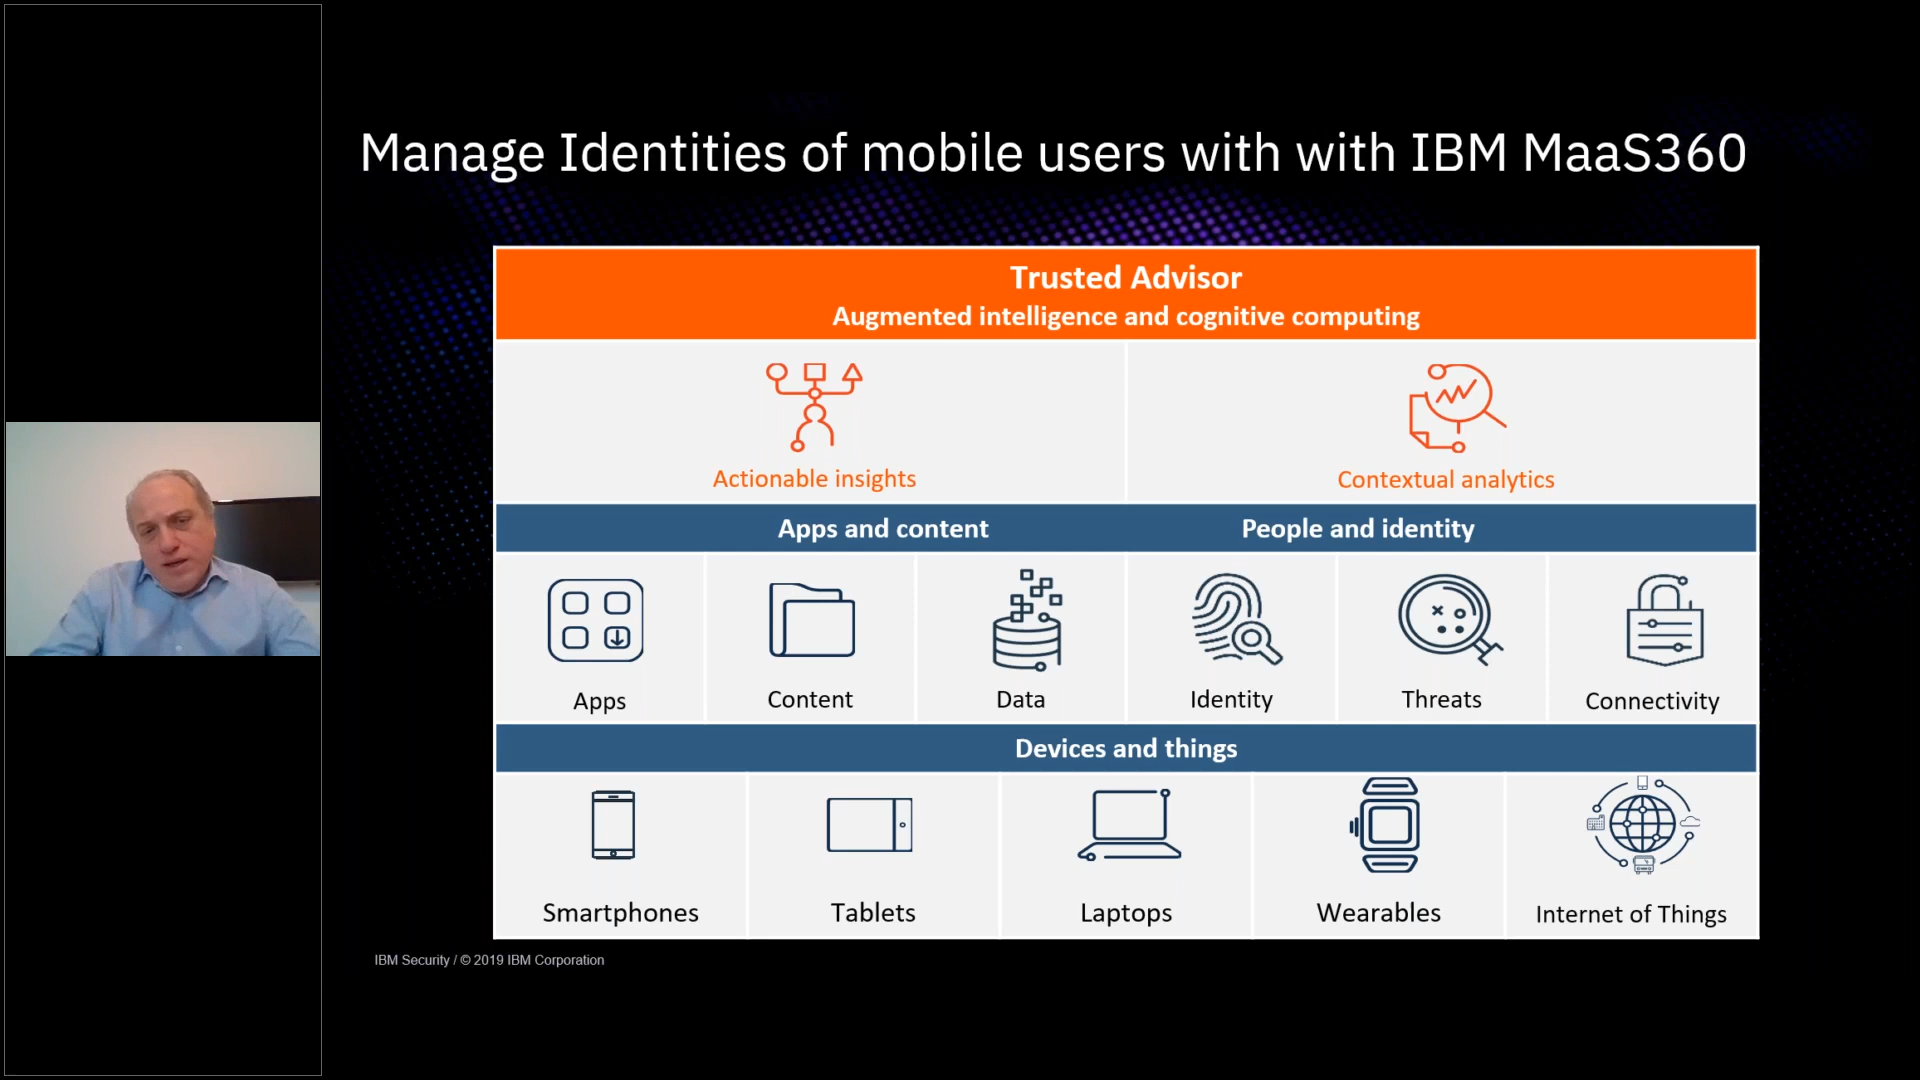 Manage Identities of mobile users with with IBM MaaS360
Trusted Advisor
Augmented intelligence and cognitive computing
Actionable insights
Contextual analytics
Apps and content
People and identity
Apps
Content
Data
Identity
Threats
Connectivity
Devices and things
Smartphones
Tablets
Laptops
Wearables
Internet of Things
IBM Security / © 2019 IBM Corporation